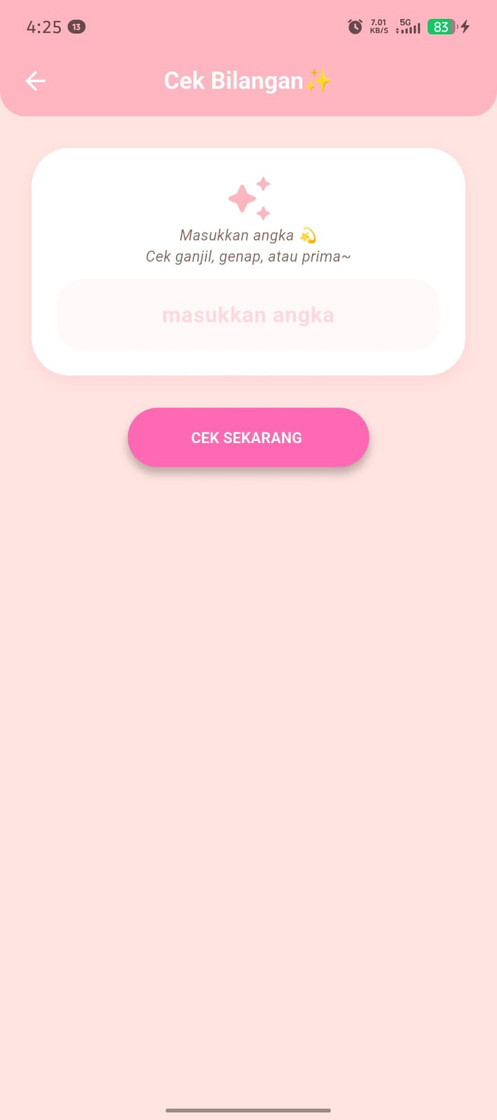 4:25 13 7.01 KB/S 5G 83
Cek Bilangan✨
Masukkan angka 💫
Cek ganjil, genap, atau prima~
masukkan angka
CEK SEKARANG